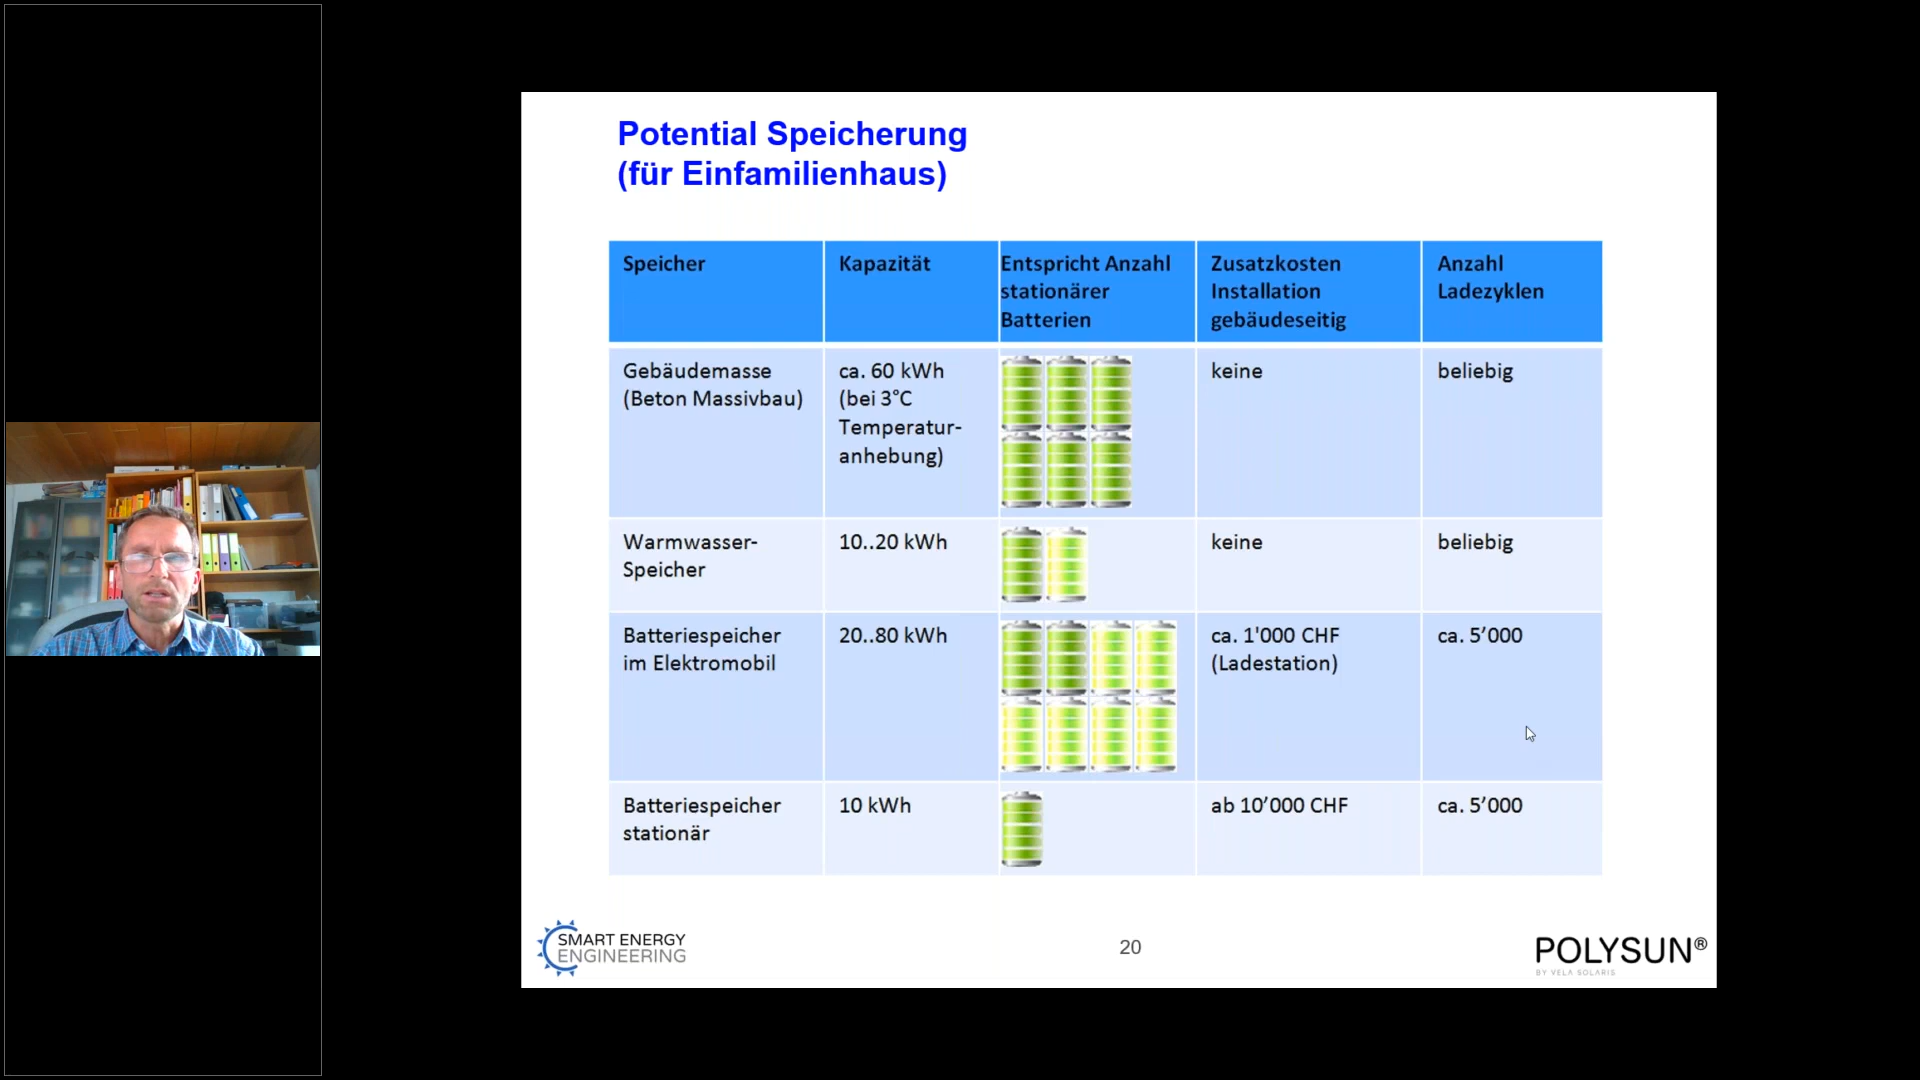 Potential Speicherung
(für Einfamilienhaus)
Speicher
Kapazität
Entspricht Anzahl
stationärer
Batterien
Zusatzkosten
Installation
gebäudeseitig
Anzahl
Ladezyklen
Gebäudemasse
(Beton Massivbau)
ca. 60 kWh
(bei 3°C
Temperatur-
anhebung)
keine
beliebig
Warmwasser-
Speicher
10..20 kWh
keine
beliebig
Batteriespeicher
im Elektromobil
20..80 kWh
ca. 1'000 CHF
(Ladestation)
ca. 5’000
Batteriespeicher
stationär
10 kWh
ab 10’000 CHF
ca. 5’000
SMART ENERGY
ENGINEERING
20
POLYSUN®
BY VELA SOLARIS